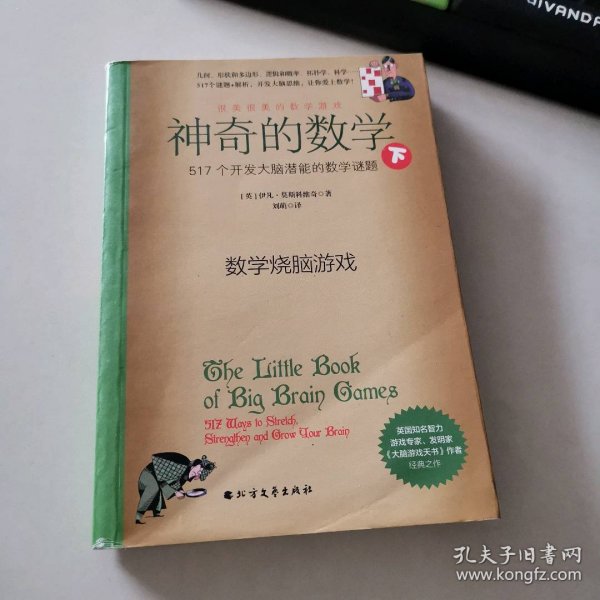 aiVANDA
几何、形状和多边形、逻辑和概率、拓扑学、科学……
517个谜题+解析，开发大脑思维，让你爱上数学！
很美很美的数学游戏
神奇的数学
下
517个开发大脑潜能的数学谜题
[英]伊凡·莫斯科维奇◎著
刘萌◎译
数学烧脑游戏
The Little Book
of Big Brain Games
517 Ways to Stretch,
Strengthen and Grow Your Brain
英国知名智力
游戏专家、发明家
《大脑游戏天书》作者
经典之作
北方文艺出版社
孔夫子旧书网
www.kongfz.com